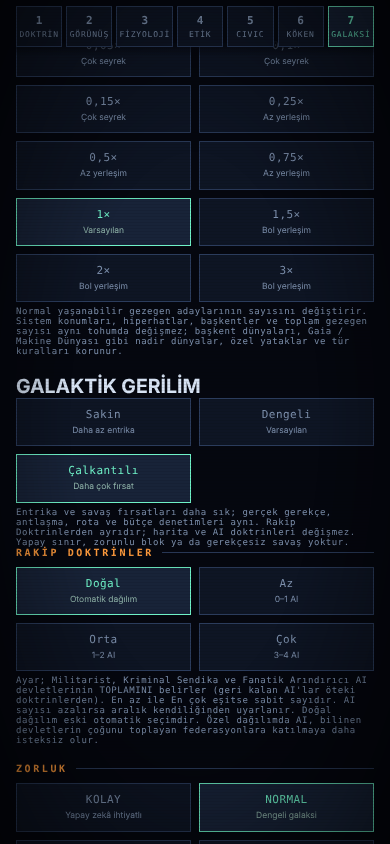 1 2 3 4 5 6 7
DOKTRİN GÖRÜNÜŞ FİZYOLOJİ ETİK CIVIC KÖKEN GALAKSİ
Çok seyrek Çok seyrek
0,15× 0,25×
Çok seyrek Az yerleşim
0,5× 0,75×
Az yerleşim Az yerleşim
1× 1,5×
Varsayılan Bol yerleşim
2× 3×
Bol yerleşim Bol yerleşim
Normal yaşanabilir gezegen adaylarının sayısını değiştirir.
Sistem konumları, hiperhatlar, başkentler ve toplam gezegen
sayısı aynı tohumda değişmez; başkent dünyaları, Gaia /
Makine Dünyası gibi nadir dünyalar, özel yataklar ve tür
kuralları korunur.
GALAKTİK GERİLİM
Sakin Dengeli
Daha az entrika Varsayılan
Çalkantılı
Daha çok fırsat
Entrika ve savaş fırsatları daha sık; gerçek gerekçe,
antlaşma, rota ve bütçe denetimleri aynı. Rakip
Doktrinlerden ayrıdır; harita ve AI doktrinleri değişmez.
Yapay sınır, zorunlu blok ya da gerekçesiz savaş yoktur.
RAKİP DOKTRİNLER
Doğal Az
Otomatik dağılım 0–1 AI
Orta Çok
1–2 AI 3–4 AI
Ayar; Militarist, Kriminal Sendika ve Fanatik Arındırıcı AI
devletlerinin TOPLAMINI belirler (geri kalan AI'lar öteki
doktrinlerden). En az ile En çok eşitse sabit sayıdır. AI
sayısı azalırsa aralık kendiliğinden uyarlanır. Doğal
dağılım eski otomatik seçimdir. Özel dağılımda AI, bilinen
devletlerin çoğunu toplayan federasyonlara katılmaya daha
isteksiz olur.
ZORLUK
KOLAY NORMAL
Yapay zekâ ihtiyatlı Dengeli galaksi